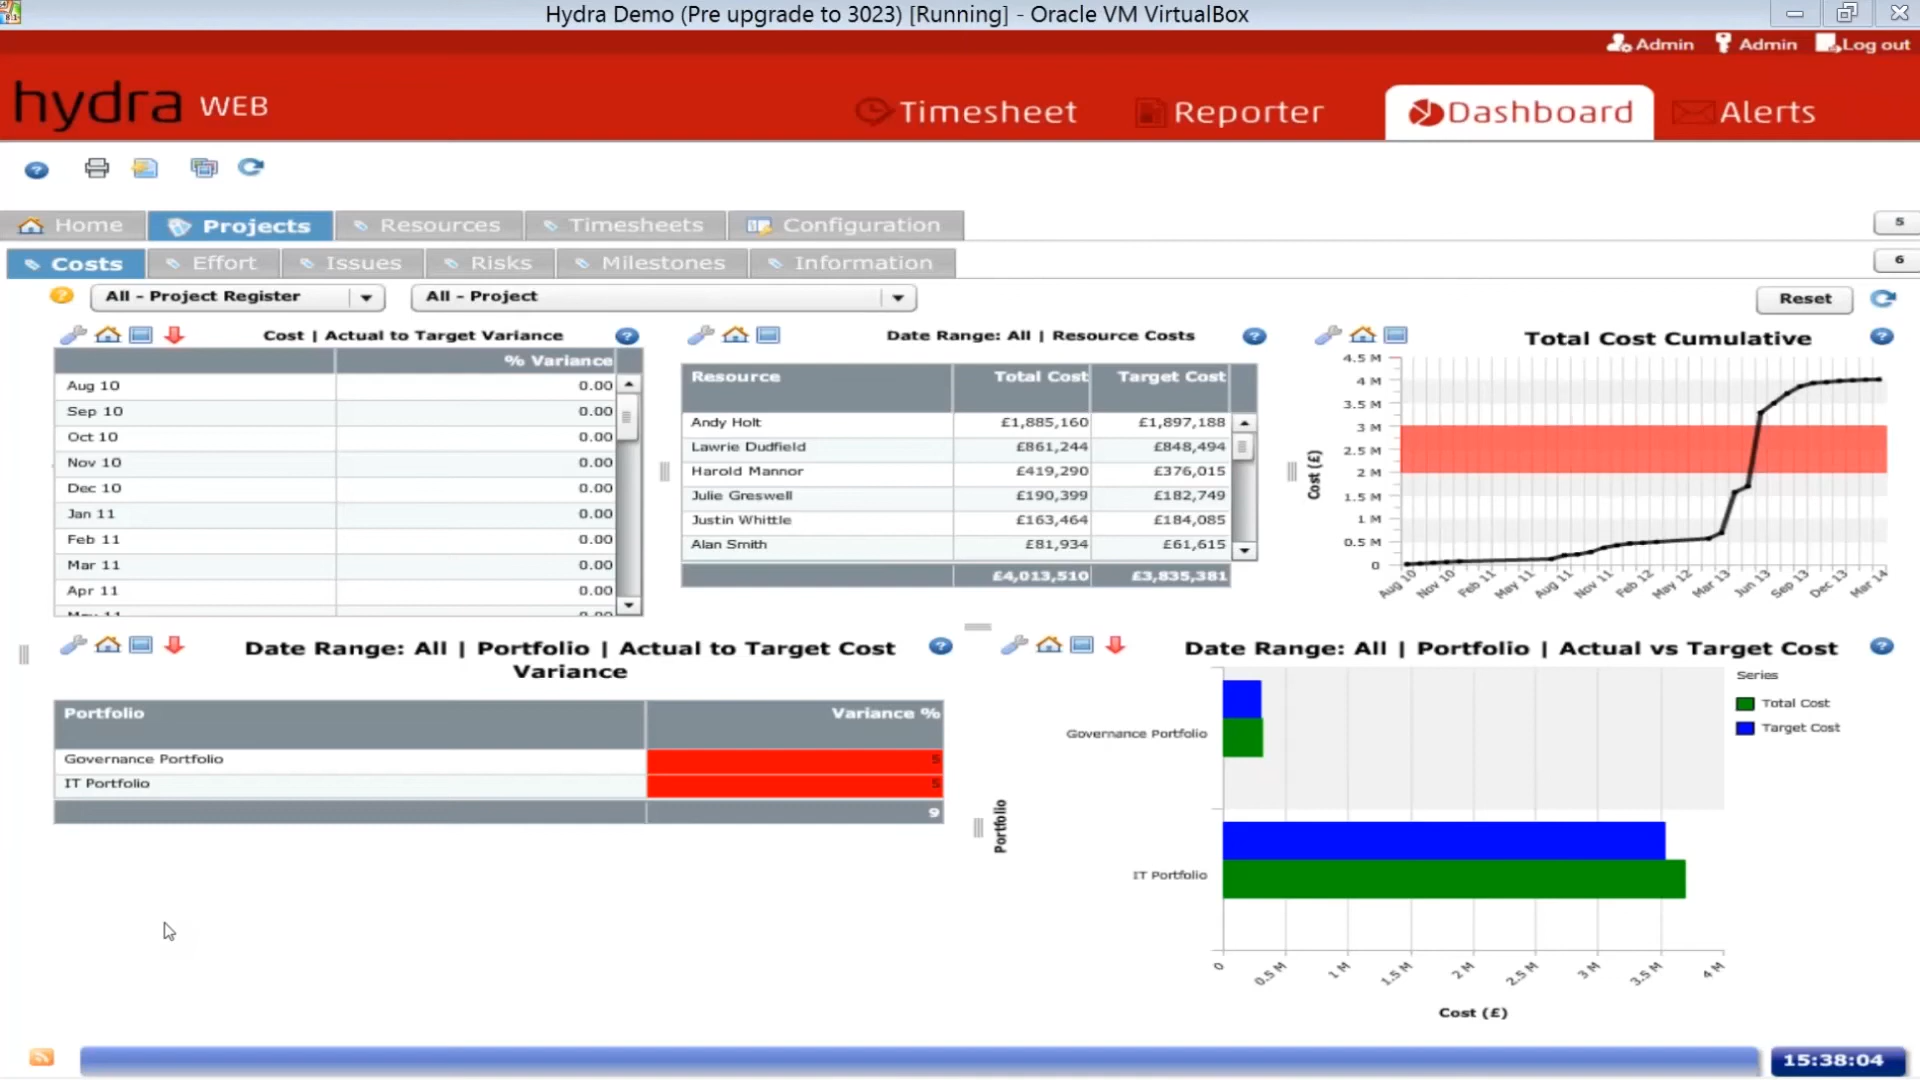 Hydra Demo (Pre upgrade to 3023) [Running] - Oracle VM VirtualBox
Admin Admin Log out
hydra WEB
Timesheet Reporter Dashboard Alerts
Home Projects Resources Timesheets Configuration 5
Costs Effort Issues Risks Milestones Information 6
All - Project Register All - Project Reset
Cost | Actual to Target Variance
% Variance
Aug 10 0.00
Sep 10 0.00
Oct 10 0.00
Nov 10 0.00
Dec 10 0.00
Jan 11 0.00
Feb 11 0.00
Mar 11 0.00
Apr 11 0.00
Date Range: All | Resource Costs
Resource Total Cost Target Cost
Andy Holt £1,885,160 £1,897,188
Lawrie Dudfield £861,244 £848,494
Harold Mannor £419,290 £376,015
Julie Greswell £190,399 £182,749
Justin Whittle £163,464 £184,085
Alan Smith £81,934 £61,615
£4,013,510 £3,835,381
Total Cost Cumulative
4.5 M
4 M
3.5 M
3 M
2.5 M
2 M
1.5 M
1 M
0.5 M
0
Cost (£)
Aug 10 Nov 10 Feb 11 May 11 Aug 11 Nov 11 Feb 12 May 12 Mar 13 Jun 13 Sep 13 Dec 13 Mar 14
Date Range: All | Portfolio | Actual to Target Cost
Variance
Portfolio Variance %
Governance Portfolio 5
IT Portfolio 5
9
Date Range: All | Portfolio | Actual vs Target Cost
Series
Total Cost
Target Cost
Governance Portfolio
IT Portfolio
Portfolio
0 0.5 M 1 M 1.5 M 2 M 2.5 M 3 M 3.5 M 4 M
Cost (£)
15:38:04